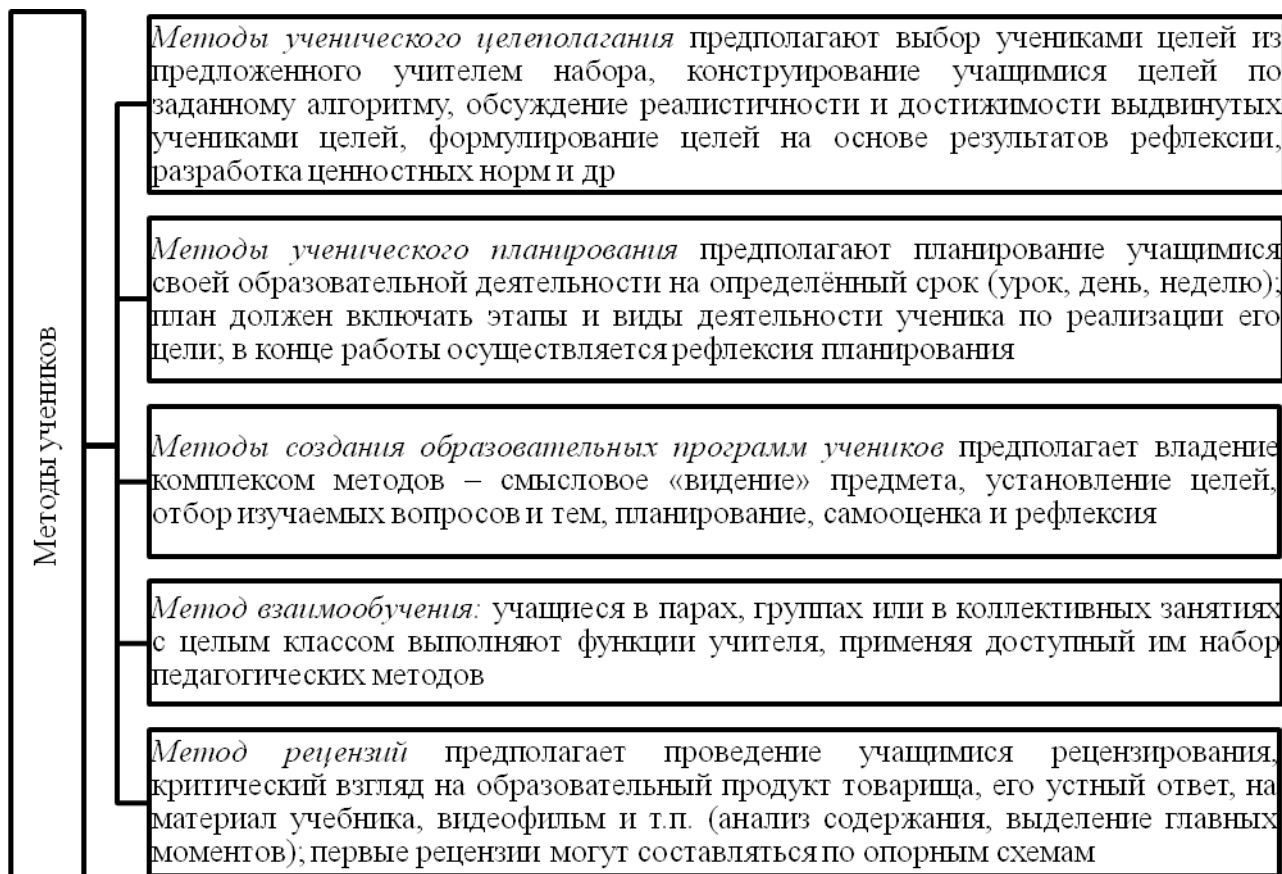 Методы учеников
Методы ученического целеполагания предполагают выбор учениками целей из
предложенного учителем набора, конструирование учащимися целей по
заданному алгоритму, обсуждение реалистичности и достижимости выдвинутых
учениками целей, формулирование целей на основе результатов рефлексии,
разработка ценностных норм и др
Методы ученического планирования предполагают планирование учащимися
своей образовательной деятельности на определённый срок (урок, день, неделю);
план должен включать этапы и виды деятельности ученика по реализации его
цели; в конце работы осуществляется рефлексия планирования
Методы создания образовательных программ учеников предполагает владение
комплексом методов – смысловое «видение» предмета, установление целей,
отбор изучаемых вопросов и тем, планирование, самооценка и рефлексия
Метод взаимообучения: учащиеся в парах, группах или в коллективных занятиях
с целым классом выполняют функции учителя, применяя доступный им набор
педагогических методов
Метод рецензий предполагает проведение учащимися рецензирования,
критический взгляд на образовательный продукт товарища, его устный ответ, на
материал учебника, видеофильм и т.п. (анализ содержания, выделение главных
моментов); первые рецензии могут составляться по опорным схемам